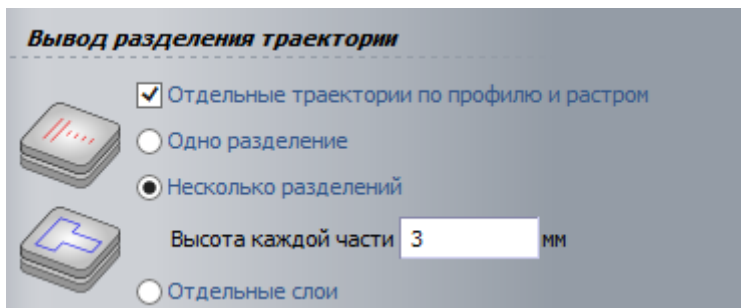 Вывод разделения траектории
Отдельные траектории по профилю и растром
Одно разделение
Несколько разделений
Высота каждой части 3 мм
Отдельные слои